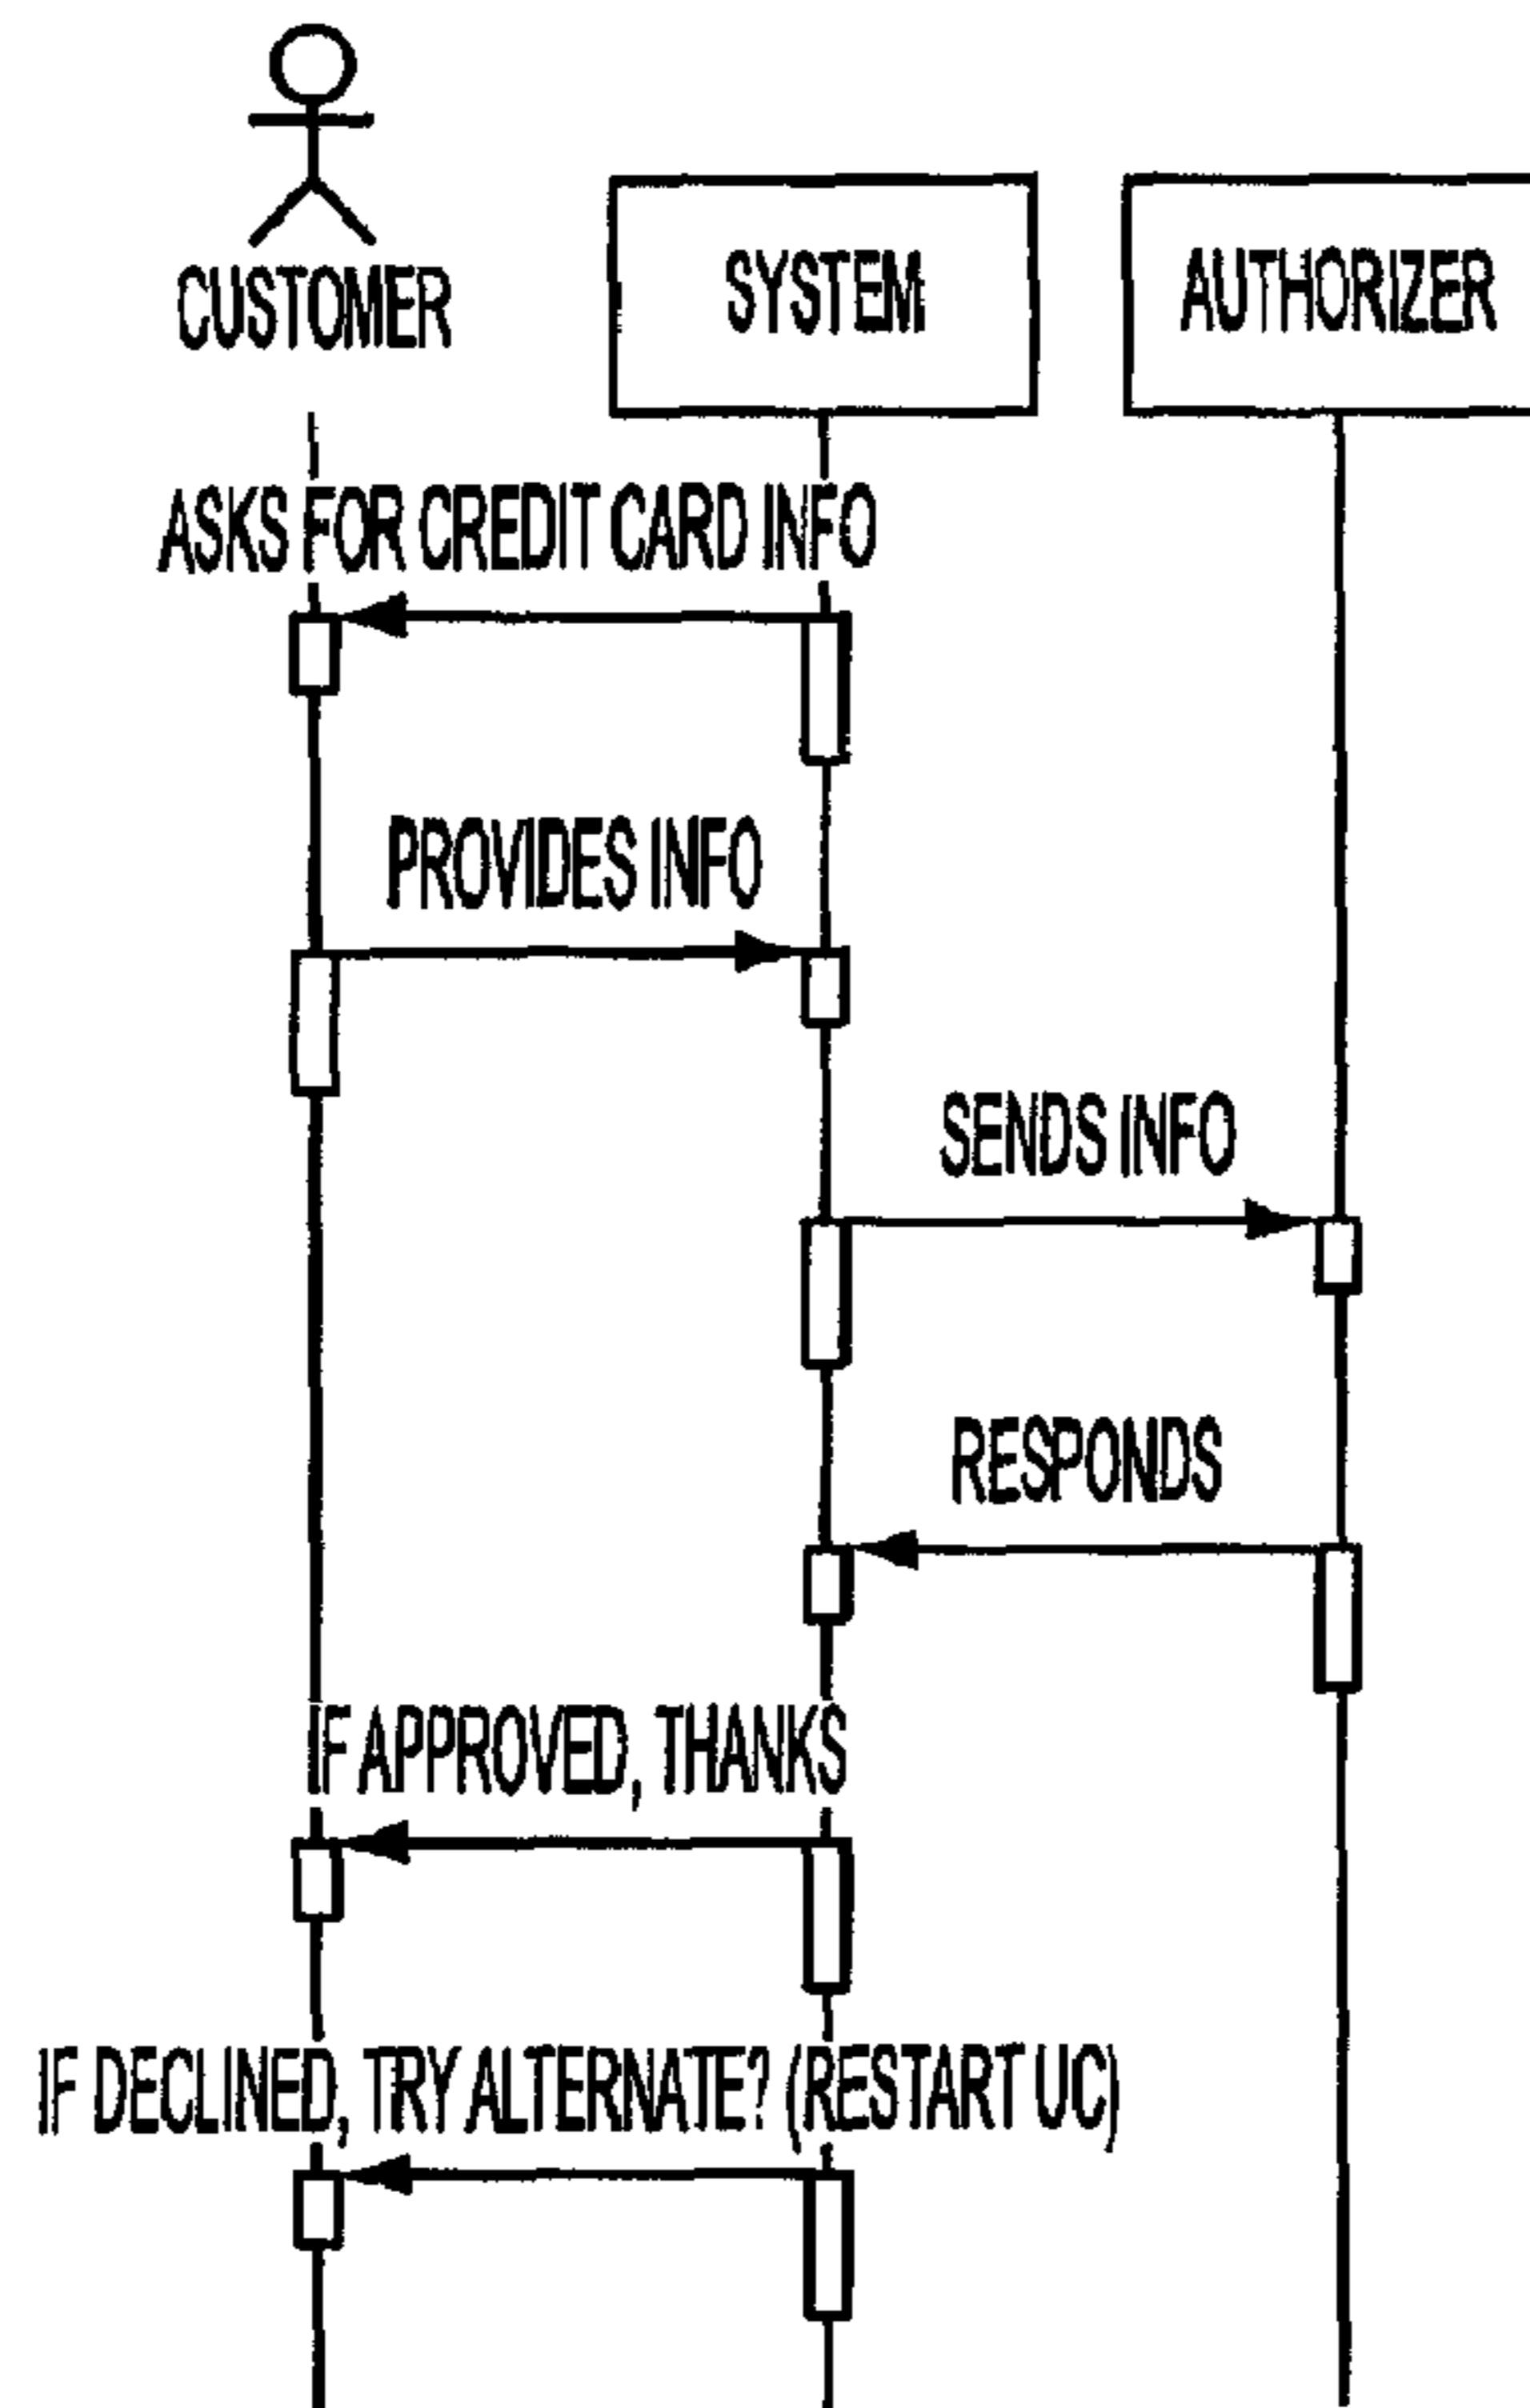 CUSTOMER
SYSTEM
AUTHORIZER
ASKS FOR CREDIT CARD INFO
PROVIDES INFO
SENDS INFO
RESPONDS
IF APPROVED, THANKS
IF DECLINED, TRY ALTERNATE? (RESTART UC)